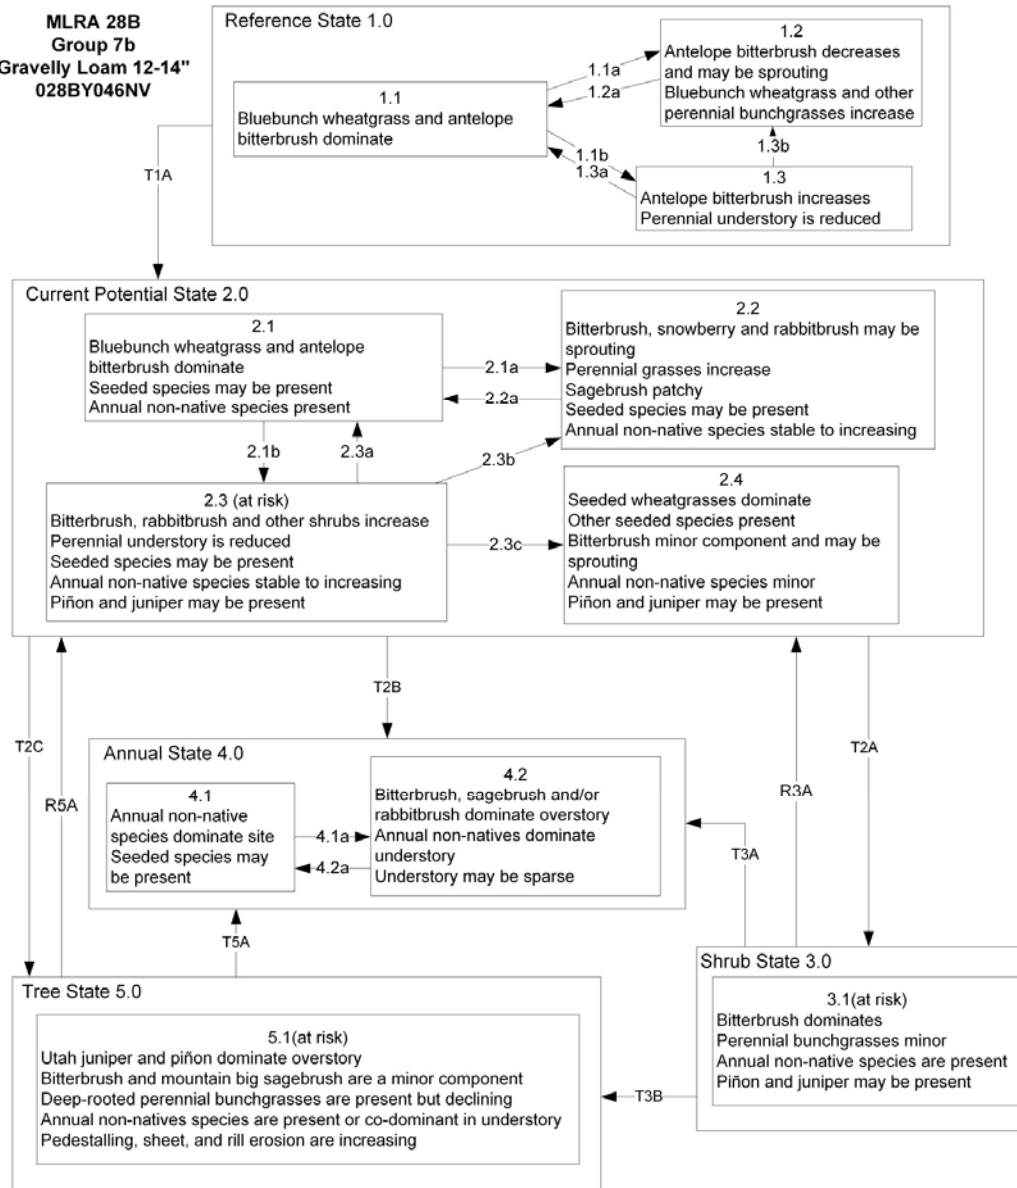 MLRA 28B
Group 7b
Gravelly Loam 12-14"
028BY046NV
Reference State 1.0
1.1
Bluebunch wheatgrass and antelope
bitterbrush dominate
1.1a
1.2a
1.2
Antelope bitterbrush decreases
and may be sprouting
Bluebunch wheatgrass and other
perennial bunchgrasses increase
1.1b
1.3a
1.3b
1.3
Antelope bitterbrush increases
Perennial understory is reduced
T1A
Current Potential State 2.0
2.1
Bluebunch wheatgrass and antelope
bitterbrush dominate
Seeded species may be present
Annual non-native species present
2.1a
2.2a
2.2
Bitterbrush, snowberry and rabbitbrush may be
sprouting
Perennial grasses increase
Sagebrush patchy
Seeded species may be present
Annual non-native species stable to increasing
2.1b
2.3a
2.3b
2.3 (at risk)
Bitterbrush, rabbitbrush and other shrubs increase
Perennial understory is reduced
Seeded species may be present
Annual non-native species stable to increasing
Piñon and juniper may be present
2.3c
2.4
Seeded wheatgrasses dominate
Other seeded species present
Bitterbrush minor component and may be
sprouting
Annual non-native species minor
Piñon and juniper may be present
T2C
R5A
T2B
R3A
T2A
Annual State 4.0
4.1
Annual non-native
species dominate site
Seeded species may
be present
4.1a
4.2a
4.2
Bitterbrush, sagebrush and/or
rabbitbrush dominate overstory
Annual non-natives dominate
understory
Understory may be sparse
T3A
T5A
Tree State 5.0
5.1(at risk)
Utah juniper and piñon dominate overstory
Bitterbrush and mountain big sagebrush are a minor component
Deep-rooted perennial bunchgrasses are present but declining
Annual non-natives species are present or co-dominant in understory
Pedestalling, sheet, and rill erosion are increasing
T3B
Shrub State 3.0
3.1(at risk)
Bitterbrush dominates
Perennial bunchgrasses minor
Annual non-native species are present
Piñon and juniper may be present